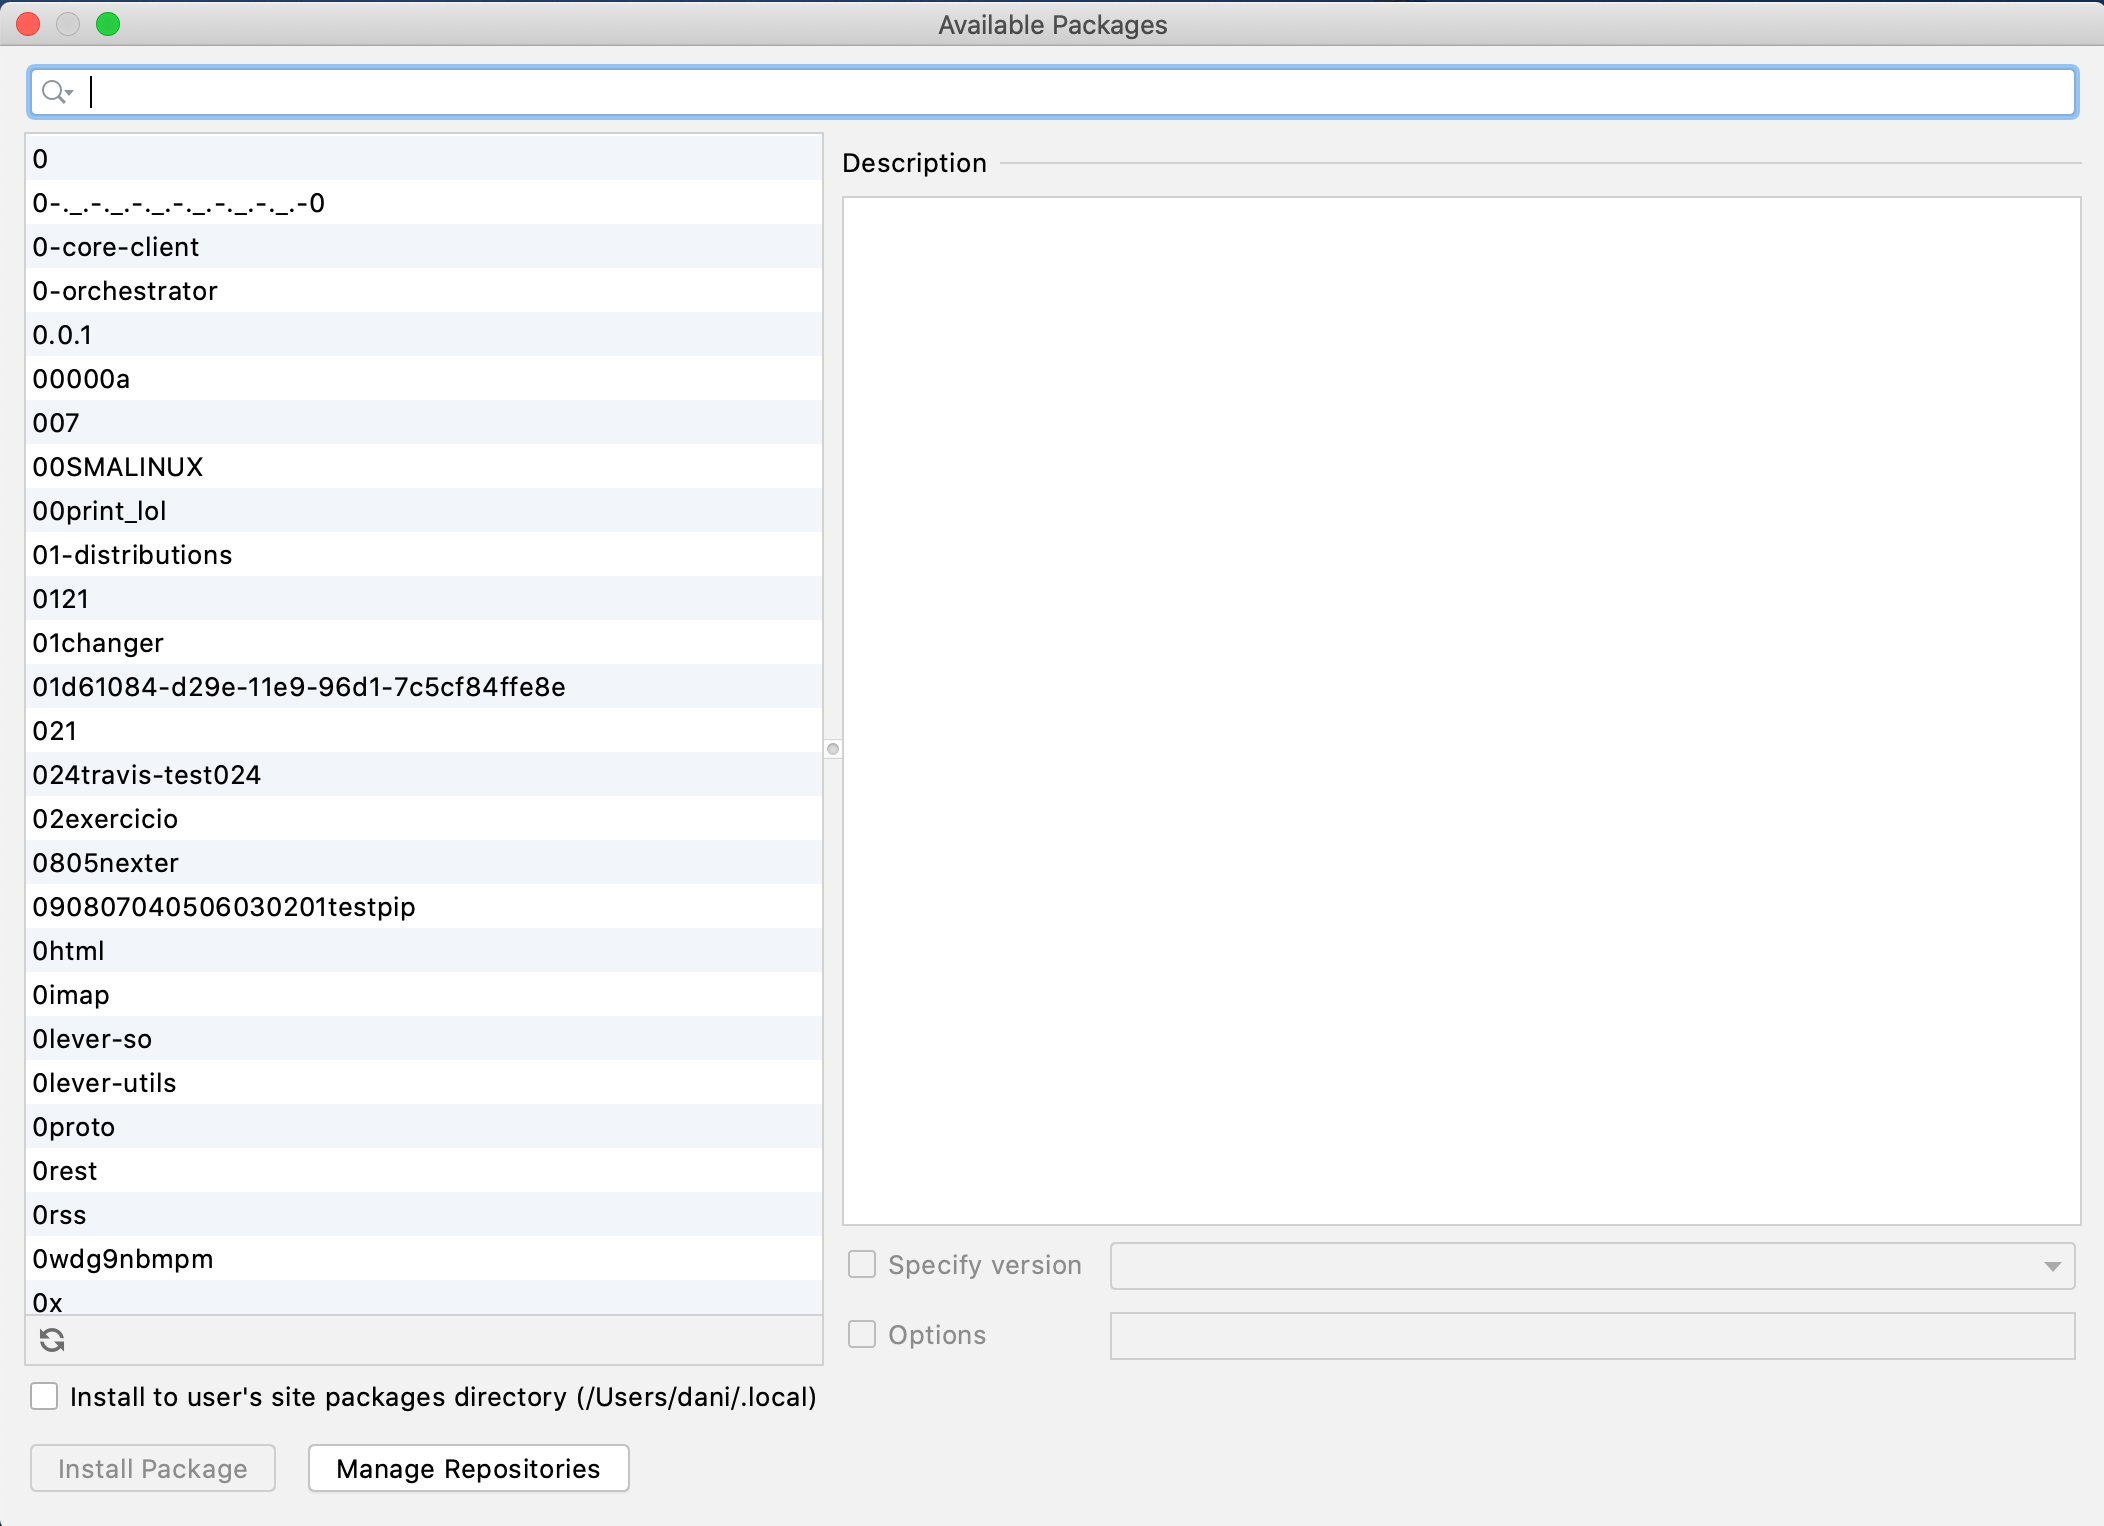 Available Packages
0
0-._.-._.-._.-._.-._.-._.-0
0-core-client
0-orchestrator
0.0.1
00000a
007
00SMALINUX
00print_lol
01-distributions
0121
01changer
01d61084-d29e-11e9-96d1-7c5cf84ffe8e
021
024travis-test024
02exercicio
0805nexter
090807040506030201testpip
0html
0imap
0lever-so
0lever-utils
0proto
0rest
0rss
0wdg9nbmpm
0x
Description
Specify version
Options
Install to user's site packages directory (/Users/dani/.local)
Install Package
Manage Repositories